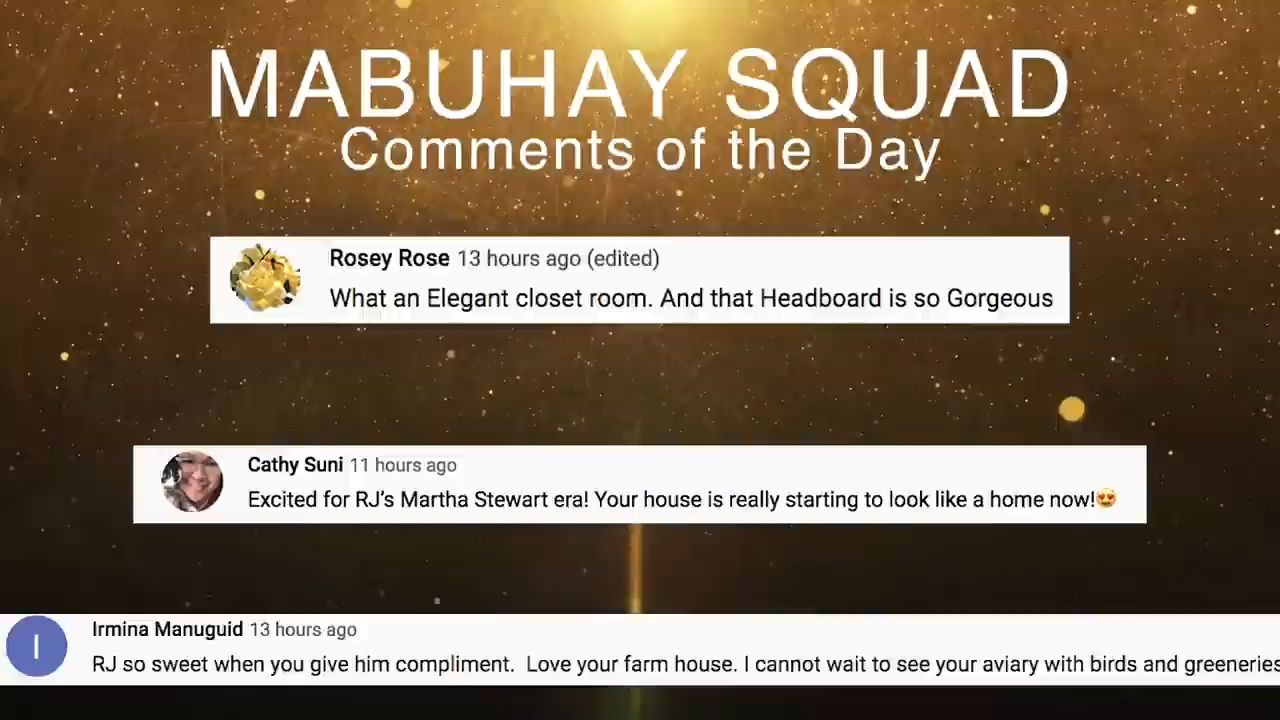 MABUHAY SQUAD
Comments of the Day
Rosey Rose 13 hours ago (edited)
What an Elegant closet room. And that Headboard is so Gorgeous
Cathy Suni 11 hours ago
Excited for RJ's Martha Stewart era! Your house is really starting to look like a home now!😍
I
Irmina Manuguid 13 hours ago
RJ so sweet when you give him compliment. Love your farm house. I cannot wait to see your aviary with birds and greeneries